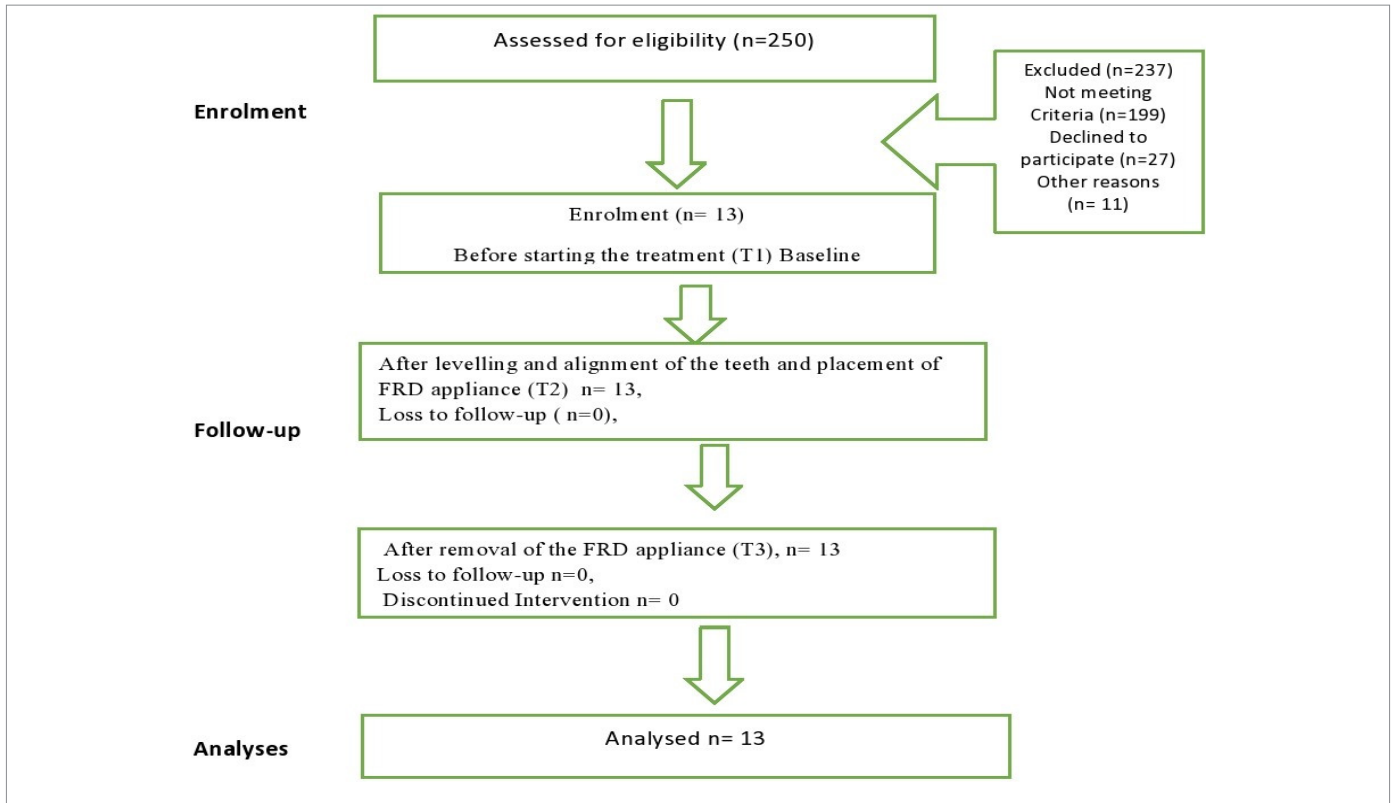 Assessed for eligibility (n=250)
Enrolment
Excluded (n=237)
Not meeting
Criteria (n=199)
Declined to
participate (n=27)
Other reasons
(n= 11)
Enrolment (n= 13)
Before starting the treatment (T1) Baseline
Follow-up
After levelling and alignment of the teeth and placement of
FRD appliance (T2) n= 13,
Loss to follow-up ( n=0),
After removal of the FRD appliance (T3), n= 13
Loss to follow-up n=0,
Discontinued Intervention n= 0
Analyses
Analysed n= 13